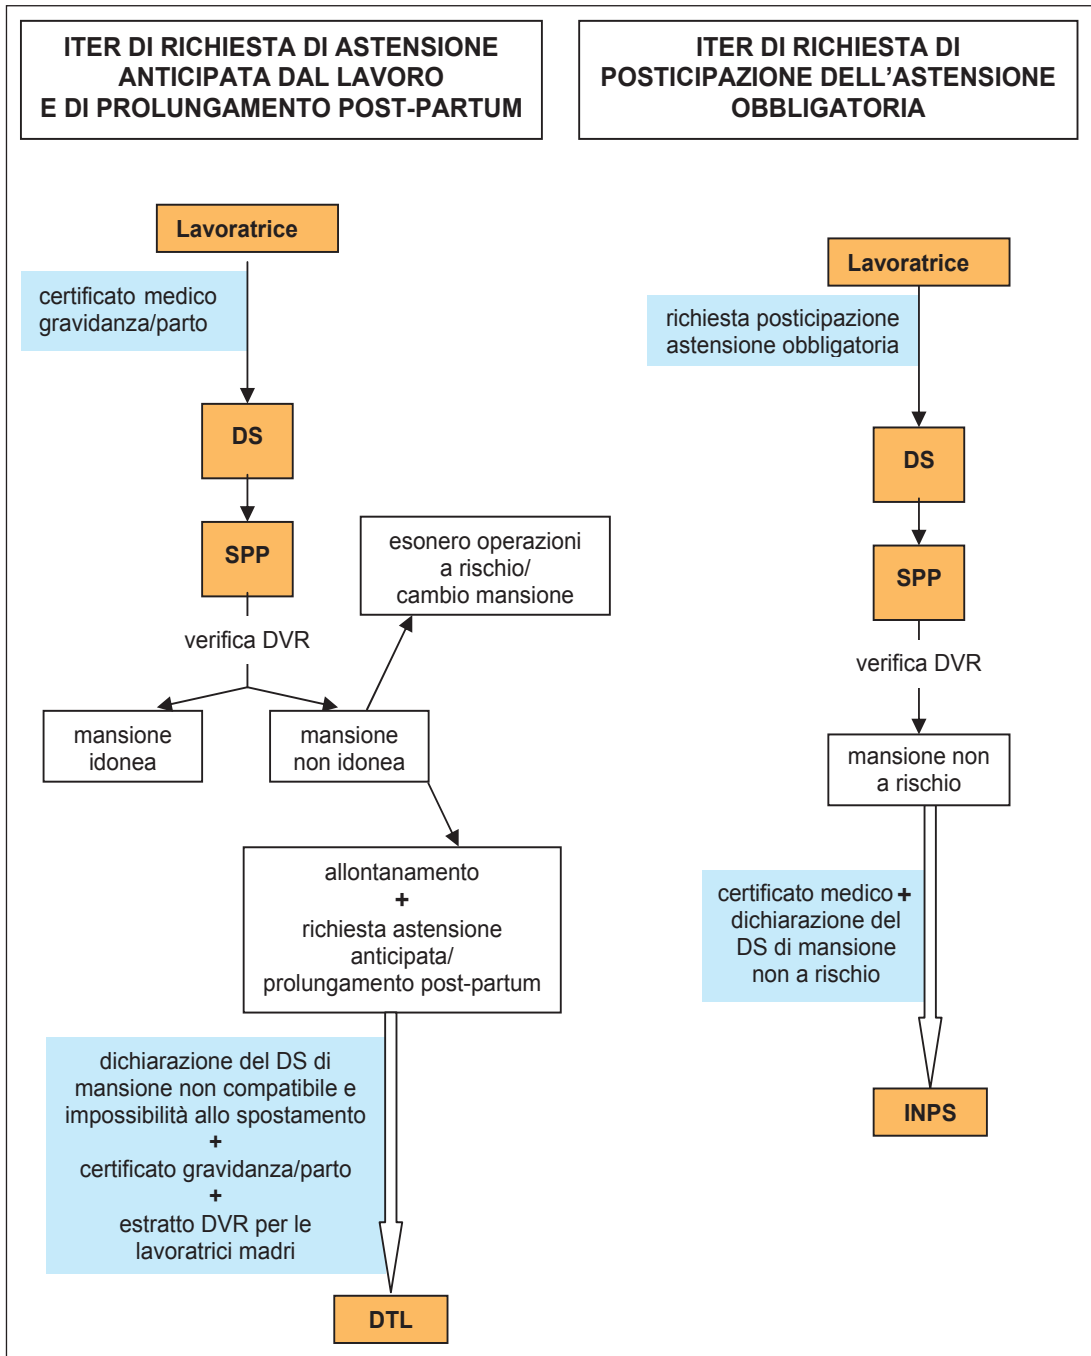 ITER DI RICHIESTA DI ASTENSIONE
ANTICIPATA DAL LAVORO
E DI PROLUNGAMENTO POST-PARTUM
Lavoratrice
certificato medico
gravidanza/parto
DS
SPP
esonero operazioni
a rischio/
cambio mansione
verifica DVR
mansione
idonea
mansione
non idonea
allontanamento
+
richiesta astensione
anticipata/
prolungamento post-partum
dichiarazione del DS di
mansione non compatibile e
impossibilità allo spostamento
+
certificato gravidanza/parto
+
estratto DVR per le
lavoratrici madri
DTL
ITER DI RICHIESTA DI
POSTICIPAZIONE DELL’ASTENSIONE
OBBLIGATORIA
Lavoratrice
richiesta posticipazione
astensione obbligatoria
DS
SPP
verifica DVR
mansione non
a rischio
certificato medico +
dichiarazione del
DS di mansione
non a rischio
INPS